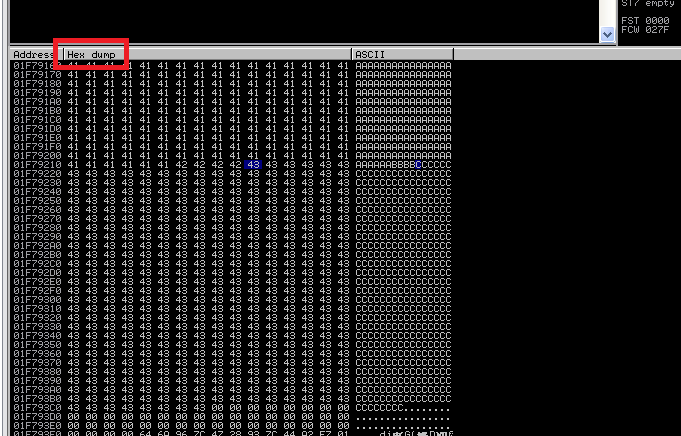 ST7 empty
FST 0000
FCW 027F
Address Hex dump ASCII
01F79160 41 41 41 41 41 41 41 41 41 41 41 41 41 41 41 41 AAAAAAAAAAAAAAAA
01F79170 41 41 41 41 41 41 41 41 41 41 41 41 41 41 41 41 AAAAAAAAAAAAAAAA
01F79180 41 41 41 41 41 41 41 41 41 41 41 41 41 41 41 41 AAAAAAAAAAAAAAAA
01F79190 41 41 41 41 41 41 41 41 41 41 41 41 41 41 41 41 AAAAAAAAAAAAAAAA
01F791A0 41 41 41 41 41 41 41 41 41 41 41 41 41 41 41 41 AAAAAAAAAAAAAAAA
01F791B0 41 41 41 41 41 41 41 41 41 41 41 41 41 41 41 41 AAAAAAAAAAAAAAAA
01F791C0 41 41 41 41 41 41 41 41 41 41 41 41 41 41 41 41 AAAAAAAAAAAAAAAA
01F791D0 41 41 41 41 41 41 41 41 41 41 41 41 41 41 41 41 AAAAAAAAAAAAAAAA
01F791E0 41 41 41 41 41 41 41 41 41 41 41 41 41 41 41 41 AAAAAAAAAAAAAAAA
01F791F0 41 41 41 41 41 41 41 41 41 41 41 41 41 41 41 41 AAAAAAAAAAAAAAAA
01F79200 41 41 41 41 41 41 41 41 41 41 41 41 41 41 41 41 AAAAAAAAAAAAAAAA
01F79210 41 41 41 41 41 41 42 42 42 42 43 43 43 43 43 43 AAAAAABBBBCCCCCC
01F79220 43 43 43 43 43 43 43 43 43 43 43 43 43 43 43 43 CCCCCCCCCCCCCCCC
01F79230 43 43 43 43 43 43 43 43 43 43 43 43 43 43 43 43 CCCCCCCCCCCCCCCC
01F79240 43 43 43 43 43 43 43 43 43 43 43 43 43 43 43 43 CCCCCCCCCCCCCCCC
01F79250 43 43 43 43 43 43 43 43 43 43 43 43 43 43 43 43 CCCCCCCCCCCCCCCC
01F79260 43 43 43 43 43 43 43 43 43 43 43 43 43 43 43 43 CCCCCCCCCCCCCCCC
01F79270 43 43 43 43 43 43 43 43 43 43 43 43 43 43 43 43 CCCCCCCCCCCCCCCC
01F79280 43 43 43 43 43 43 43 43 43 43 43 43 43 43 43 43 CCCCCCCCCCCCCCCC
01F79290 43 43 43 43 43 43 43 43 43 43 43 43 43 43 43 43 CCCCCCCCCCCCCCCC
01F792A0 43 43 43 43 43 43 43 43 43 43 43 43 43 43 43 43 CCCCCCCCCCCCCCCC
01F792B0 43 43 43 43 43 43 43 43 43 43 43 43 43 43 43 43 CCCCCCCCCCCCCCCC
01F792C0 43 43 43 43 43 43 43 43 43 43 43 43 43 43 43 43 CCCCCCCCCCCCCCCC
01F792D0 43 43 43 43 43 43 43 43 43 43 43 43 43 43 43 43 CCCCCCCCCCCCCCCC
01F792E0 43 43 43 43 43 43 43 43 43 43 43 43 43 43 43 43 CCCCCCCCCCCCCCCC
01F792F0 43 43 43 43 43 43 43 43 43 43 43 43 43 43 43 43 CCCCCCCCCCCCCCCC
01F79300 43 43 43 43 43 43 43 43 43 43 43 43 43 43 43 43 CCCCCCCCCCCCCCCC
01F79310 43 43 43 43 43 43 43 43 43 43 43 43 43 43 43 43 CCCCCCCCCCCCCCCC
01F79320 43 43 43 43 43 43 43 43 43 43 43 43 43 43 43 43 CCCCCCCCCCCCCCCC
01F79330 43 43 43 43 43 43 43 43 43 43 43 43 43 43 43 43 CCCCCCCCCCCCCCCC
01F79340 43 43 43 43 43 43 43 43 43 43 43 43 43 43 43 43 CCCCCCCCCCCCCCCC
01F79350 43 43 43 43 43 43 43 43 43 43 43 43 43 43 43 43 CCCCCCCCCCCCCCCC
01F79360 43 43 43 43 43 43 43 43 43 43 43 43 43 43 43 43 CCCCCCCCCCCCCCCC
01F79370 43 43 43 43 43 43 43 43 43 43 43 43 43 43 43 43 CCCCCCCCCCCCCCCC
01F79380 43 43 43 43 43 43 43 43 43 43 43 43 43 43 43 43 CCCCCCCCCCCCCCCC
01F79390 43 43 43 43 43 43 43 43 43 43 43 43 43 43 43 43 CCCCCCCCCCCCCCCC
01F793A0 43 43 43 43 43 43 43 43 43 43 43 43 43 43 43 43 CCCCCCCCCCCCCCCC
01F793B0 43 43 43 43 43 43 43 43 43 43 43 43 43 43 43 43 CCCCCCCCCCCCCCCC
01F793C0 43 43 43 43 43 43 43 43 00 00 00 00 00 00 00 00 CCCCCCCC........
01F793D0 00 00 00 00 00 00 00 00 00 00 00 00 00 00 00 00 ................
01F793E0 00 00 00 00 64 6A 96 7C 47 28 93 7C 44 A2 F7 01